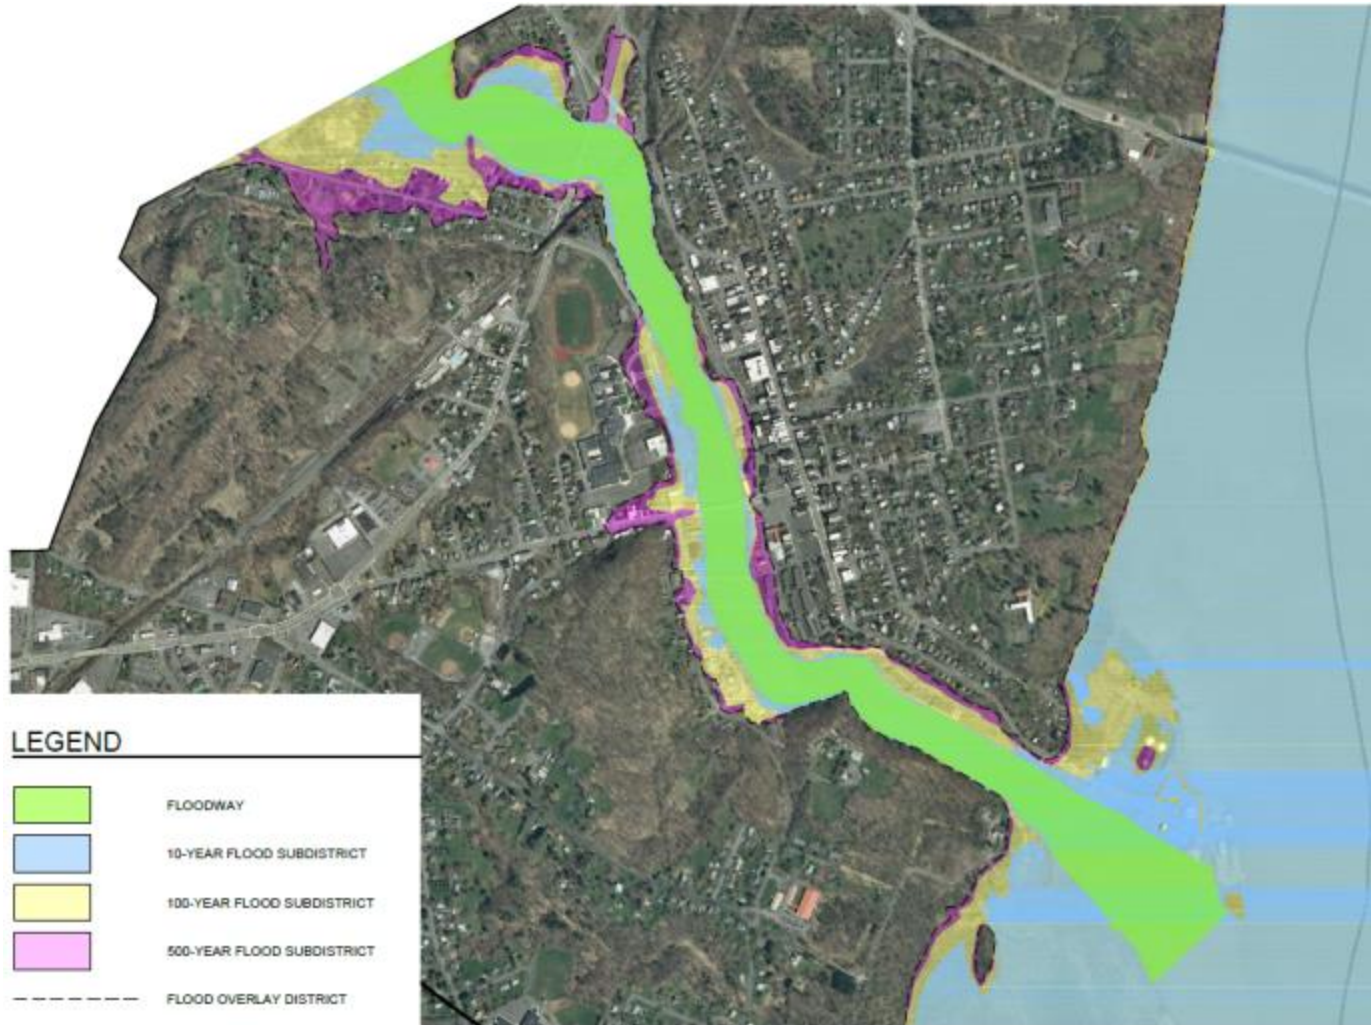 LEGEND
FLOODWAY
10-YEAR FLOOD SUBDISTRICT
100-YEAR FLOOD SUBDISTRICT
500-YEAR FLOOD SUBDISTRICT
FLOOD OVERLAY DISTRICT